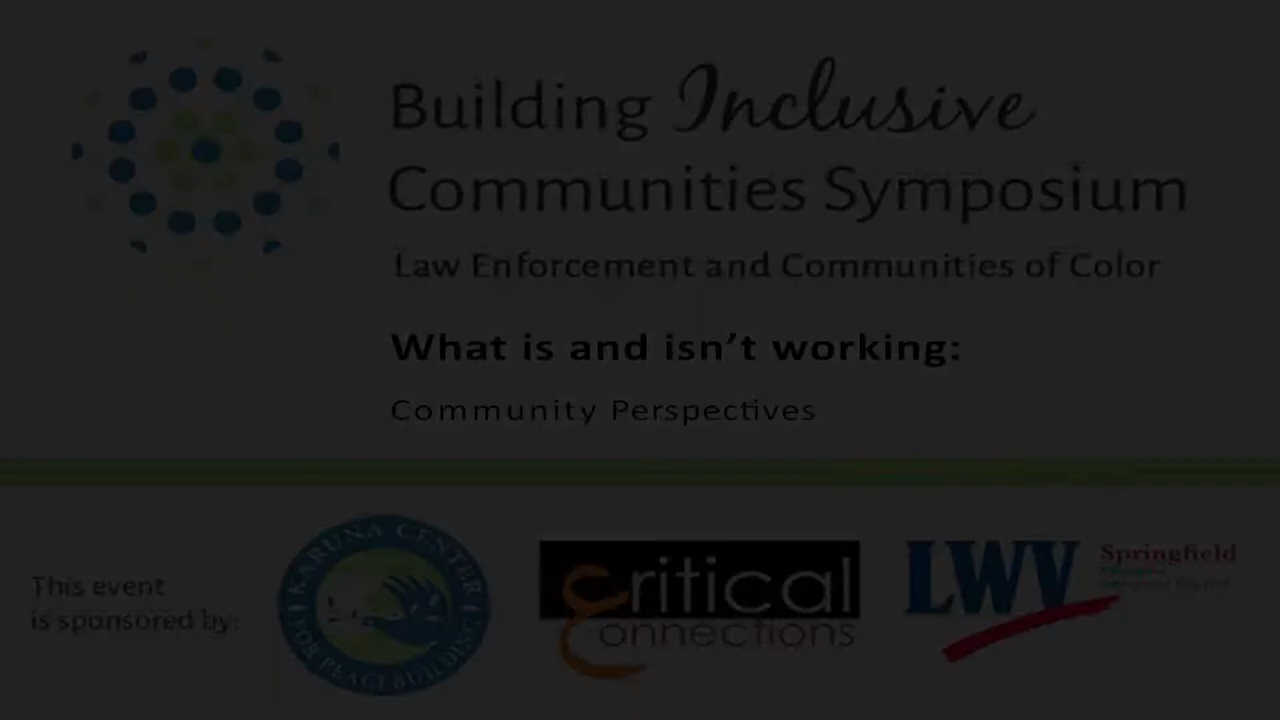 Building Inclusive
Communities Symposium
Law Enforcement and Communities of Color
What is and isn't working:
Community Perspectives
This event
is sponsored by:
KARUNA CENTER
FOR PEACEBUILDING
Critical
Connections
LWV
Springfield